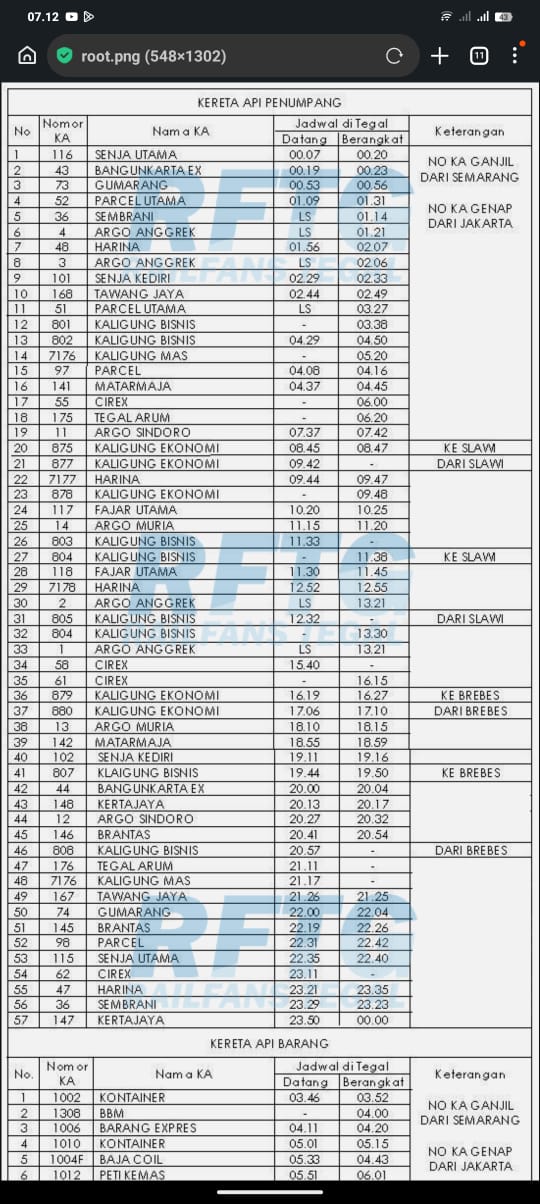 07.12 43
root.png (548×1302) 11
KERETA API PENUMPANG
No Nomor KA Nama KA Jadwal di Tegal Keterangan
Datang Berangkat
1 116 SENJA UTAMA 00.07 00.20 NO KA GANJIL
2 43 BANGUNKARTA EX 00.19 00.23 DARI SEMARANG
3 73 GUMARANG 00.53 00.56
4 52 PARCEL UTAMA 01.09 01.31 NO KA GENAP
5 36 SEMBRANI LS 01.14 DARI JAKARTA
6 4 ARGO ANGGREK LS 01.21
7 48 HARINA 01.56 02.07
8 3 ARGO ANGGREK LS 02.06
9 101 SENJA KEDIRI 02.29 02.33
10 168 TAWANG JAYA 02.44 02.49
11 51 PARCEL UTAMA LS 03.27
12 801 KALIGUNG BISNIS - 03.38
13 802 KALIGUNG BISNIS 04.29 04.50
14 7176 KALIGUNG MAS - 05.20
15 97 PARCEL 04.08 04.16
16 141 MATARMAJA 04.37 04.45
17 55 CIREX - 06.00
18 175 TEGAL ARUM - 06.20
19 11 ARGO SINDORO 07.37 07.42
20 875 KALIGUNG EKONOMI 08.45 08.47 KE SLAWI
21 877 KALIGUNG EKONOMI 09.42 - DARI SLAWI
22 7177 HARINA 09.44 09.47
23 878 KALIGUNG EKONOMI - 09.48
24 117 FAJAR UTAMA 10.20 10.25
25 14 ARGO MURIA 11.15 11.20
26 803 KALIGUNG BISNIS 11.33 -
27 804 KALIGUNG BISNIS - 11.38 KE SLAWI
28 118 FAJAR UTAMA 11.30 11.45
29 7178 HARINA 12.52 12.55
30 2 ARGO ANGGREK LS 13.21
31 805 KALIGUNG BISNIS 12.32 - DARI SLAWI
32 804 KALIGUNG BISNIS - 13.30
33 1 ARGO ANGGREK LS 13.21
34 58 CIREX 15.40 -
35 61 CIREX - 16.15
36 879 KALIGUNG EKONOMI 16.19 16.27 KE BREBES
37 880 KALIGUNG EKONOMI 17.06 17.10 DARI BREBES
38 13 ARGO MURIA 18.10 18.15
39 142 MATARMAJA 18.55 18.59
40 102 SENJA KEDIRI 19.11 19.16
41 807 KLAIGUNG BISNIS 19.44 19.50 KE BREBES
42 44 BANGUNKARTA EX 20.00 20.04
43 148 KERTAJAYA 20.13 20.17
44 12 ARGO SINDORO 20.27 20.32
45 146 BRANTAS 20.41 20.54
46 808 KALIGUNG BISNIS 20.57 - DARI BREBES
47 176 TEGAL ARUM 21.11 -
48 7176 KALIGUNG MAS 21.17 -
49 167 TAWANG JAYA 21.26 21.25
50 74 GUMARANG 22.00 22.04
51 145 BRANTAS 22.19 22.26
52 98 PARCEL 22.31 22.42
53 115 SENJA UTAMA 22.35 22.40
54 62 CIREX 23.11 -
55 47 HARINA 23.21 23.35
56 36 SEMBRANI 23.29 23.23
57 147 KERTAJAYA 23.50 00.00
RFTG
RAILFANS TEGAL
RFTG
RAILFANS TEGAL
RFTG
RAILFANS TEGAL
KERETA API BARANG
No. Nomor KA Nama KA Jadwal di Tegal Keterangan
Datang Berangkat
1 1002 KONTAINER 03.46 03.52 NO KA GANJIL
2 1308 BBM - 04.00 DARI SEMARANG
3 1006 BARANG EXPRES 04.11 04.20
4 1010 KONTAINER 05.01 05.15 NO KA GENAP
5 1004F BAJA COIL 05.33 04.43 DARI JAKARTA
6 1012 PETIKEMAS 05.51 06.01